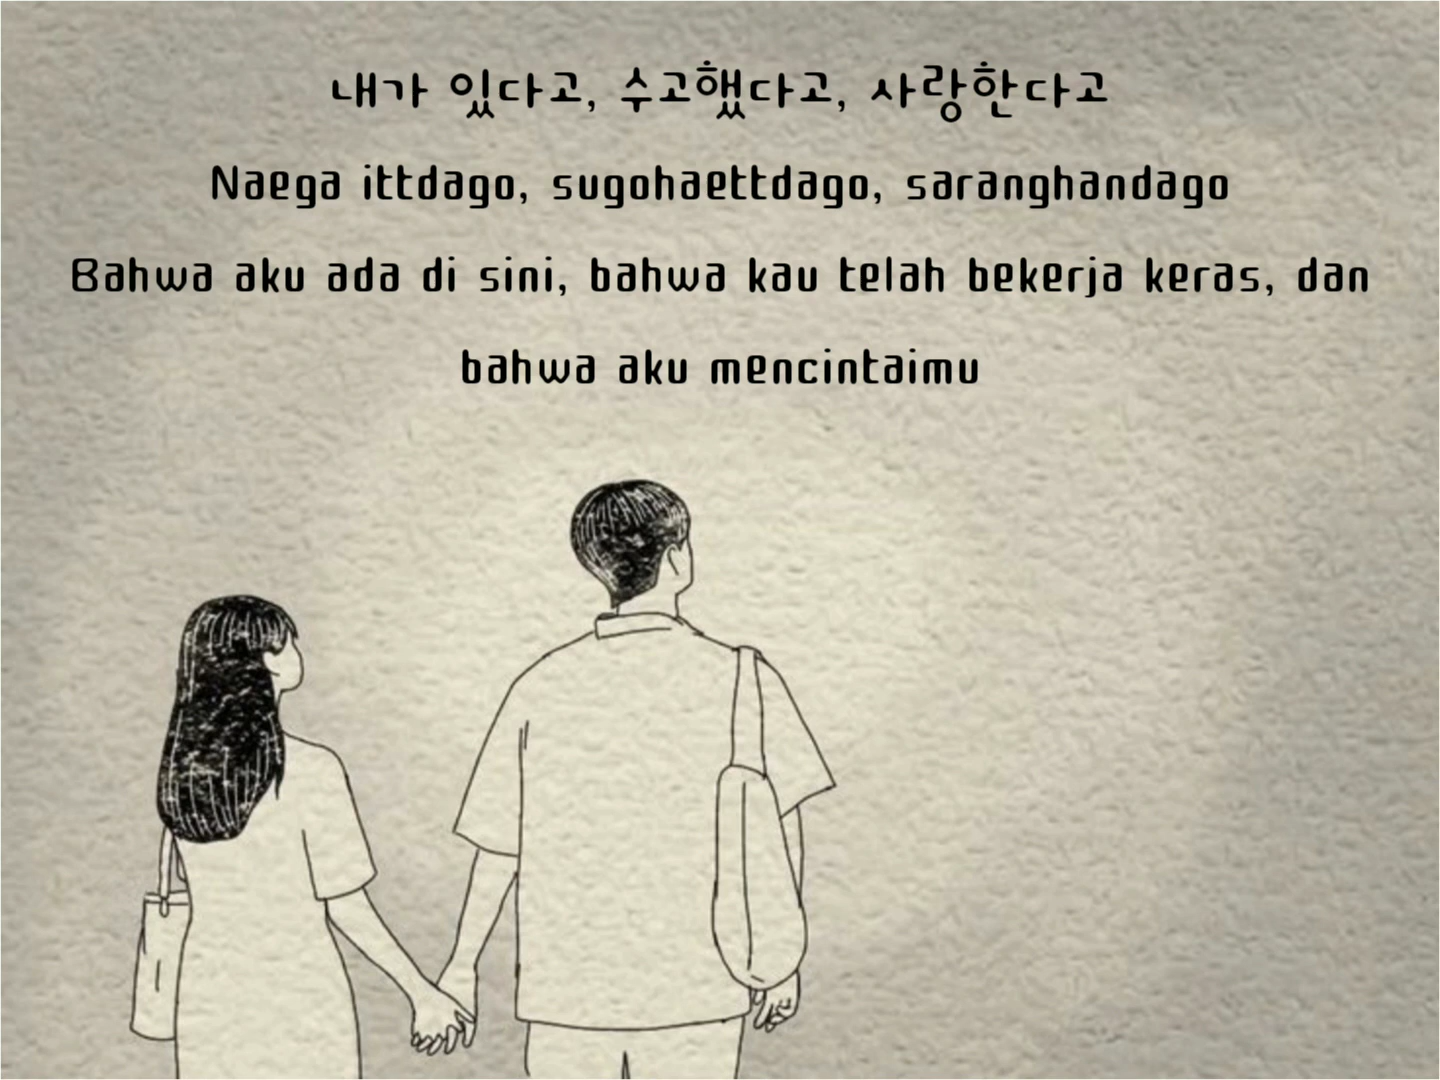 내가 있다고, 수고했다고, 사랑한다고
Naega ittdago, sugohaettdago, saranghandago
Bahwa aku ada di sini, bahwa kau telah bekerja keras, dan
bahwa aku mencintaimu